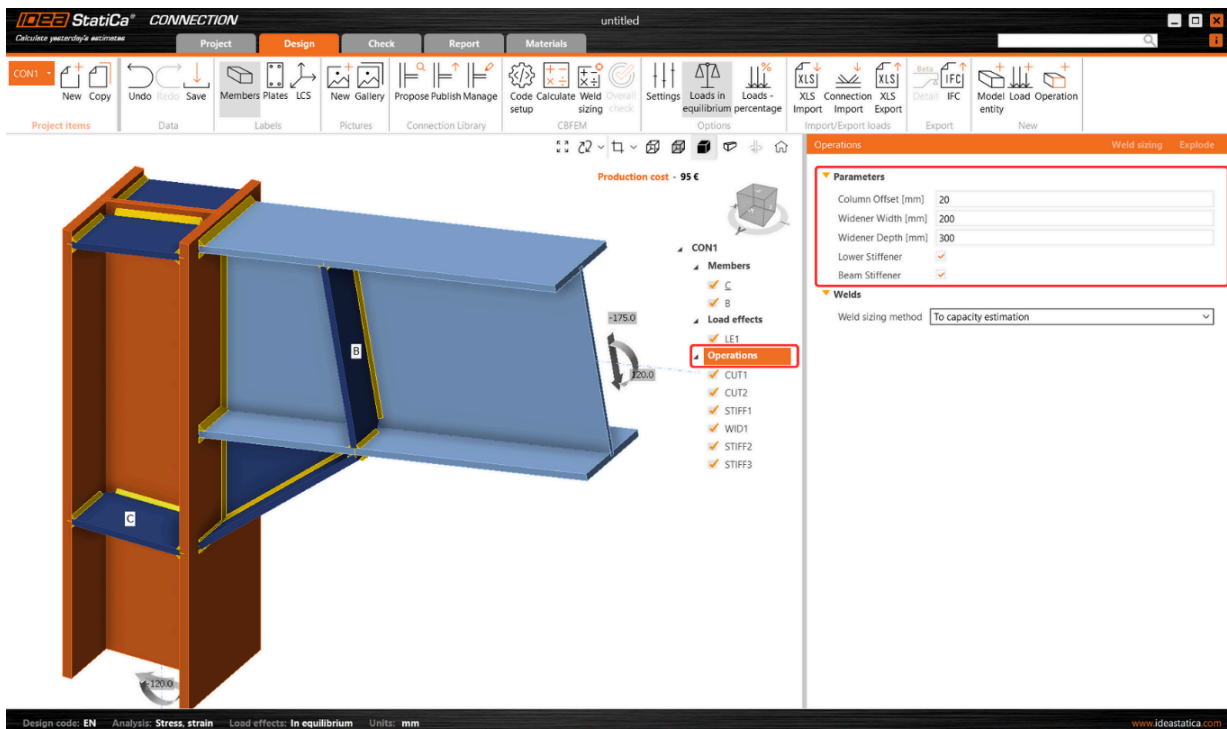 IDEA StatiCa® CONNECTION
untitled
Calculate yesterday's estimates
Project Design Check Report Materials
CON1
New Copy
Undo Redo Save
Members Plates LCS
New Gallery
Propose Publish Manage
Code setup Calculate Weld sizing Overall check
Settings Loads in equilibrium Loads - percentage
XLS Import Connection Import XLS Export
Beta
Detail IFC
Model entity Load Operation
Project items Data Labels Pictures Connection Library CBFEM Options Import/Export loads Export New
Production cost - 95 €
Operations Weld sizing Explode
Parameters
Column Offset [mm] 20
Widener Width [mm] 200
Widener Depth [mm] 300
Lower Stiffener
Beam Stiffener
Welds
Weld sizing method To capacity estimation
CON1
Members
C
B
Load effects
LE1
Operations
CUT1
CUT2
STIFF1
WID1
STIFF2
STIFF3
-175.0
120.0
B
C
-120.0
Design code: EN Analysis: Stress, strain Load effects: In equilibrium Units: mm
www.ideastatica.com